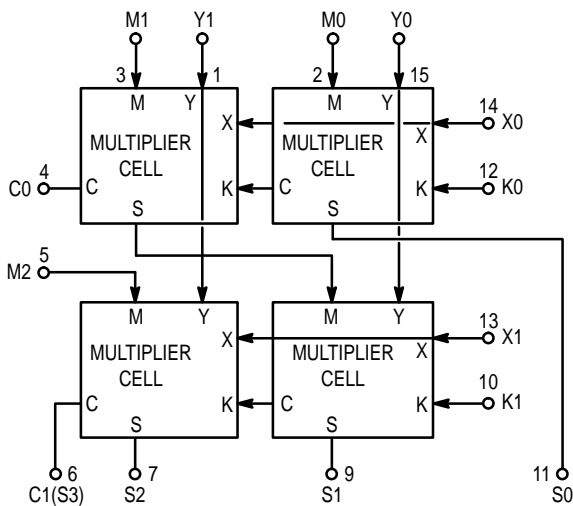 M1 Y1 M0 Y0
3 1 2 15
M Y M Y
14
X X X0
MULTIPLIER CELL
MULTIPLIER CELL
4 12
C0 C K C K K0
S S
5
M2
M Y M Y
13
X X X1
MULTIPLIER CELL
MULTIPLIER CELL
10
C K C K K1
S S
6 7 9 11
C1(S3) S2 S1 S0